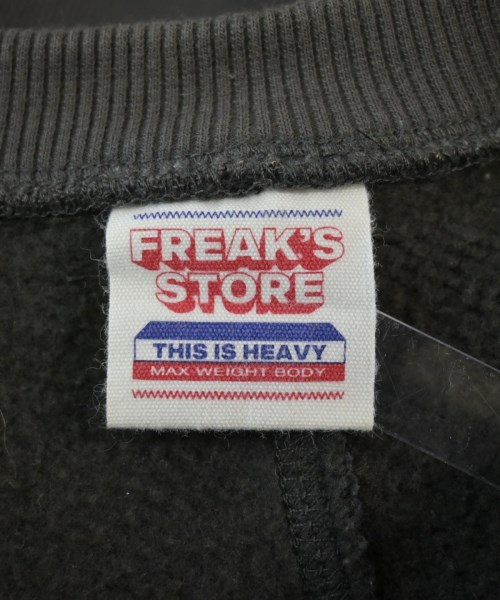 FREAK'S
STORE
THIS IS HEAVY
MAX WEIGHT BODY